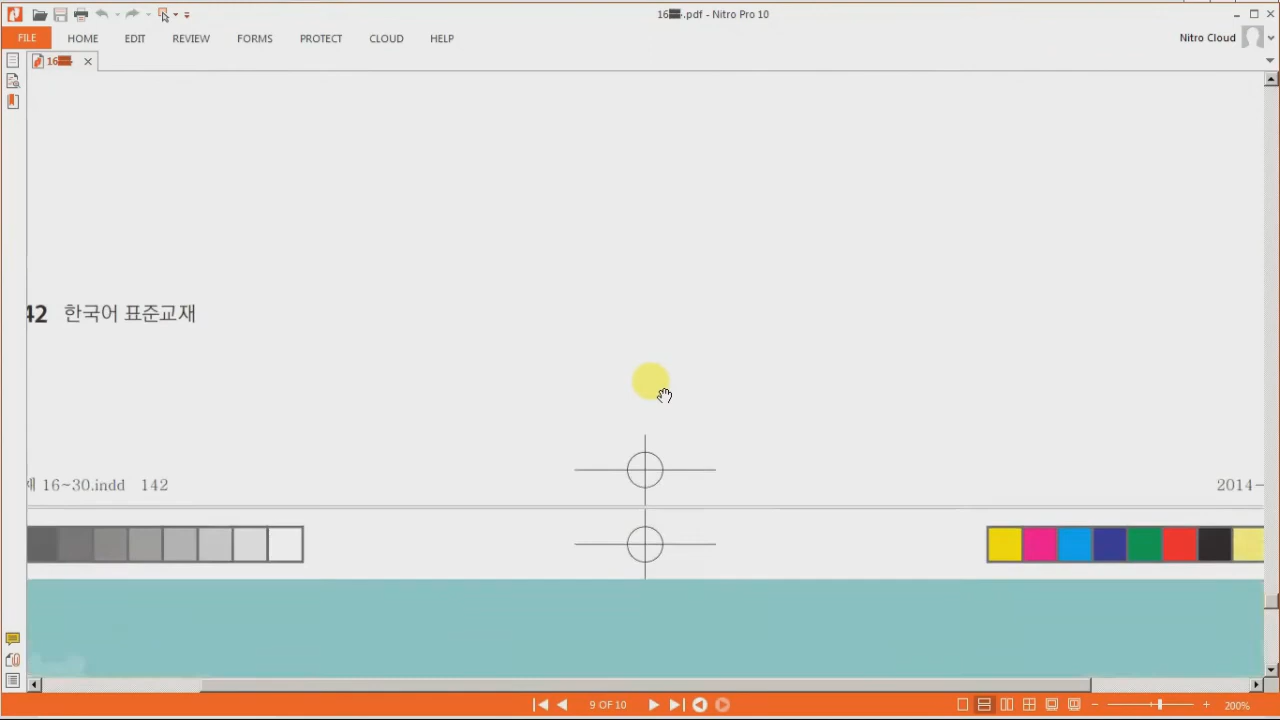 .pdf - Nitro Pro 10
FILE HOME EDIT REVIEW FORMS PROTECT CLOUD HELP
Nitro Cloud
16
42 한국어 표준교재
16~30.indd 142
2014-
9 OF 10
200%